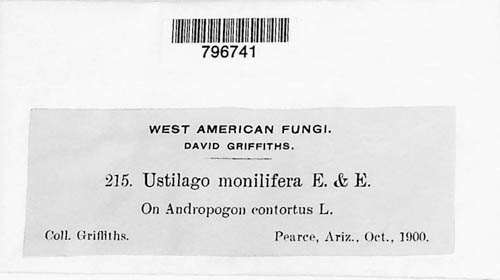 796741
WEST AMERICAN FUNGI.
DAVID GRIFFITHS.
215. Ustilago monilifera E. & E.
On Andropogon contortus L.
Coll. Griffiths. Pearce, Ariz., Oct., 1900.